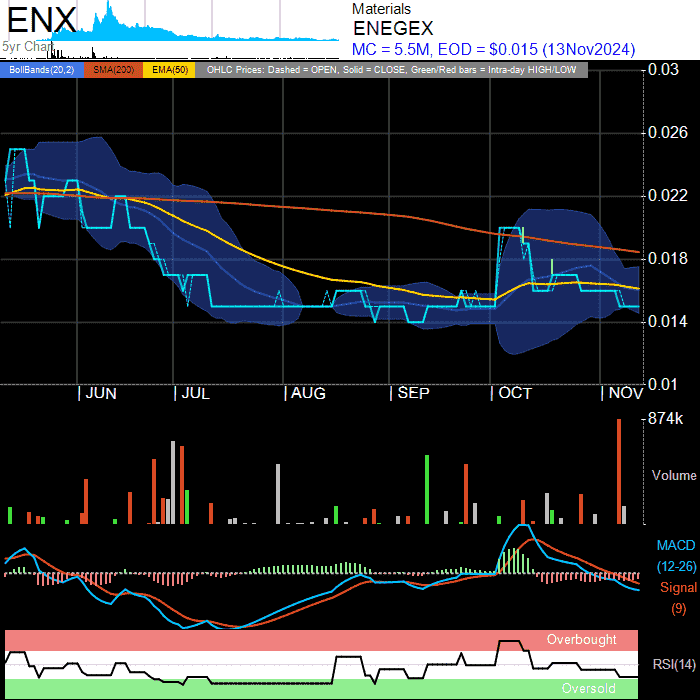 ENX
5yr Chart
Materials
ENEGEX
MC = 5.5M, EOD = $0.015 (13Nov2024)
BollBands(20,2) SMA(200) EMA(50) OHLC Prices: Dashed = OPEN, Solid = CLOSE, Green/Red bars = Intra-day HIGH/LOW
0.03
0.026
0.022
0.018
0.014
0.01
JUN JUL AUG SEP OCT NOV
874k
Volume
MACD
(12-26)
Signal
(9)
Overbought
RSI(14)
Oversold